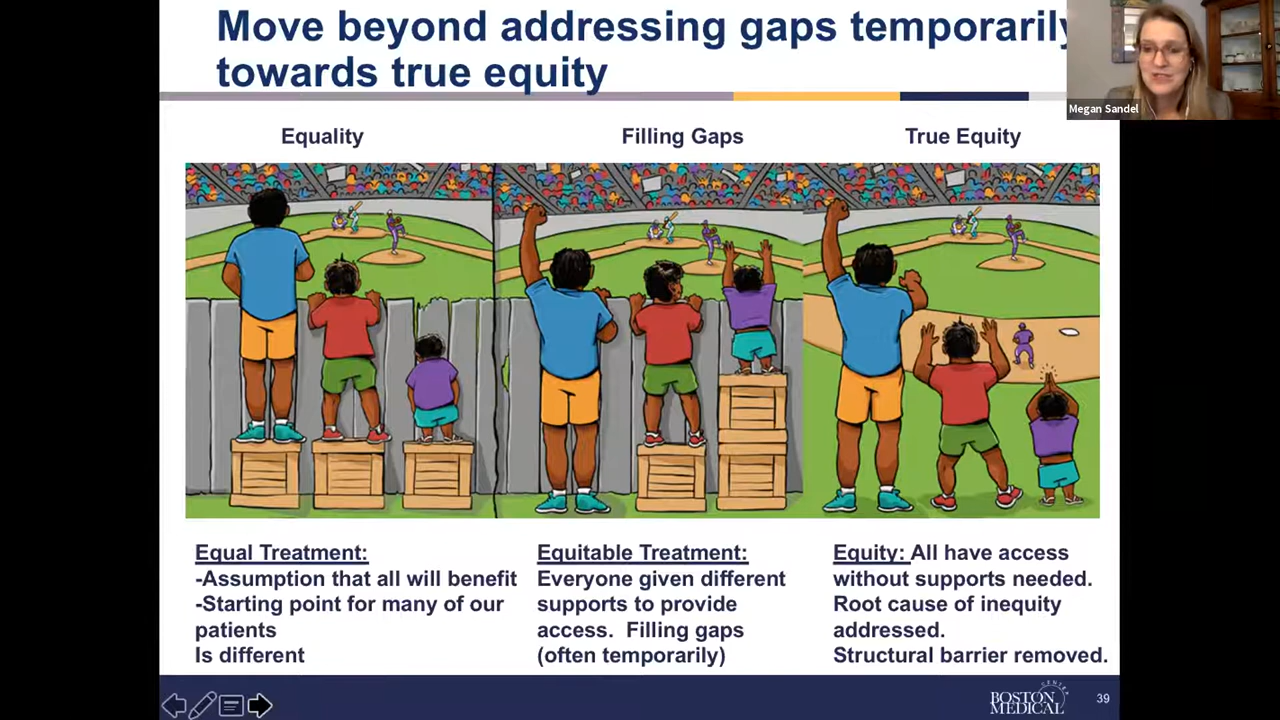 Move beyond addressing gaps temporarily
towards true equity
Megan Sandel
Equality
Filling Gaps
True Equity
Equal Treatment:
-Assumption that all will benefit
-Starting point for many of our
patients
Is different
Equitable Treatment:
Everyone given different
supports to provide
access.  Filling gaps
(often temporarily)
Equity: All have access
without supports needed.
Root cause of inequity
addressed.
Structural barrier removed.
BOSTON
MEDICAL
CENTER
39